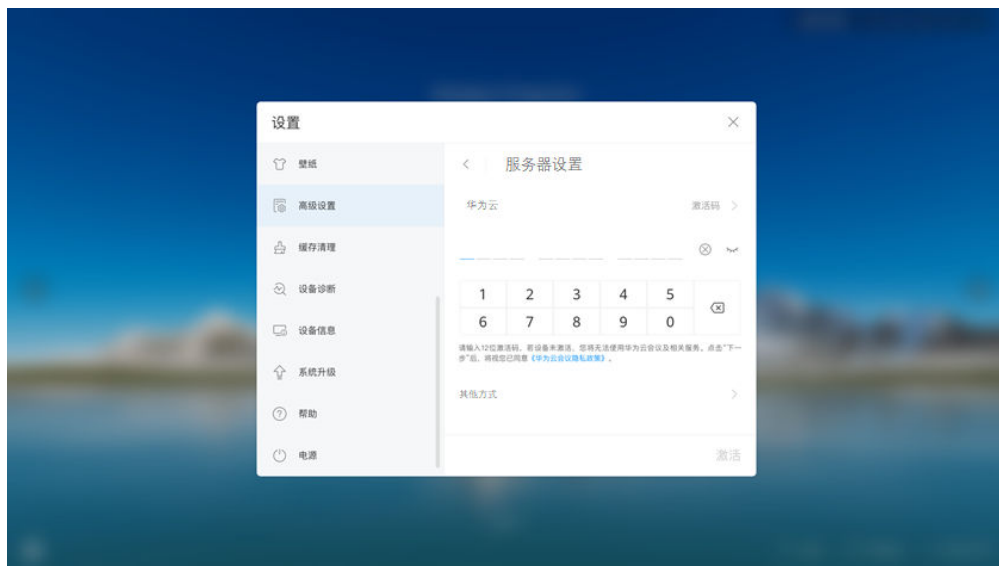 设置
壁纸
高级设置
缓存清理
设备诊断
设备信息
系统升级
帮助
电源
服务器设置
华为云 激活码
1 2 3 4 5
6 7 8 9 0
请输入12位激活码。若设备未激活，您将无法使用华为云会议及相关服务。点击“下一
步”后，将视您已同意《华为云会议隐私政策》。
其他方式
激活